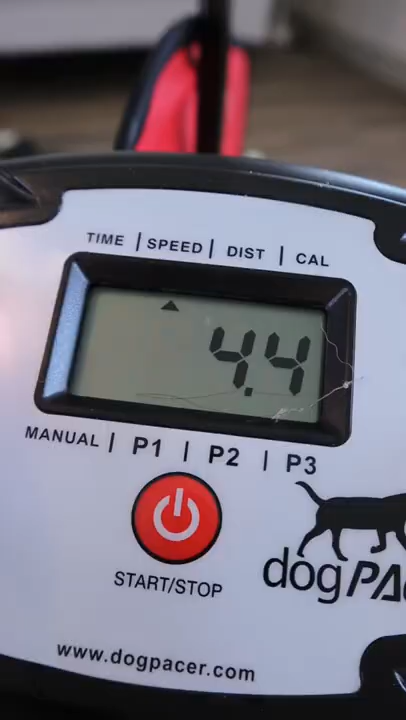 TIME | SPEED | DIST | CAL
4.4
MANUAL | P1 | P2 | P3
START/STOP
dogPA
www.dogpacer.com